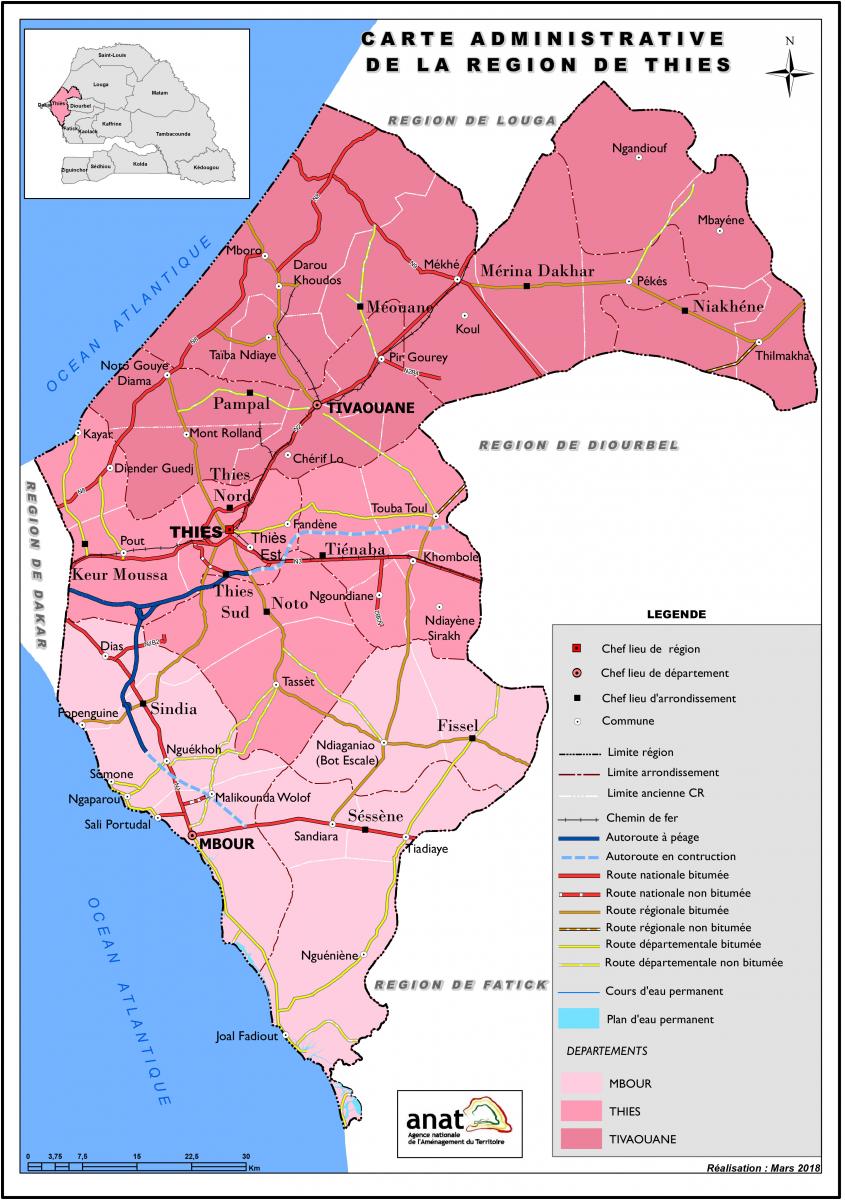 CARTE ADMINISTRATIVE
DE LA REGION DE THIES
N
Saint-Louis
Louga
Matam
Thiès
Diourbel
Fatick
Kaolack
Kaffrine
Tambacounda
Ziguinchor
Sédhiou
Kolda
Kédougou
REGION DE LOUGA
OCEAN ATLANTIQUE
Ngandiouf
Mbayéne
Mboro
Darou
Khoudos
Mékhé
Mérina Dakhar
Pékés
Niakhéne
Méouane
Koul
Thilmakha
Taïba Ndiaye
Pir Gourey
Noto Gouye
Diama
Pampal
TIVAOUANE
Kayar
Mont Rolland
REGION DE DIOURBEL
Chérif Lo
Diender Guedj
Thies
Nord
REGION DE DAKAR
Touba Toul
Fandène
THIES
Thiès
Est
Pout
Tiénaba
N3
Khombole
Keur Moussa
Thies
Sud
Noto
Ngoundiane
Ndiayène
Sirakh
Dias
Tassèt
Popenguine
Sindia
Fissel
Ndiaganiao
(Bot Escale)
Nguékhoh
Sémone
Ngaparou
Malikounda Wolof
Sali Portudal
Séssène
Sandiara
MBOUR
Tiadiaye
OCEAN ATLANTIQUE
Nguéniène
REGION DE FATICK
Joal Fadiout
LEGENDE
Chef lieu de région
Chef lieu de département
Chef lieu d'arrondissement
Commune
Limite région
Limite arrondissement
Limite ancienne CR
Chemin de fer
Autoroute à péage
Autoroute en contruction
Route nationale bitumée
Route nationale non bitumée
Route régionale bitumée
Route régionale non bitumée
Route départementale bitumée
Route départementale non bitumée
Cours d'eau permanent
Plan d'eau permanent
DEPARTEMENTS
MBOUR
THIES
TIVAOUANE
anat
Agence nationale
de l'Aménagement du Territoire
0 3,75 7,5 15 22,5 30
Km
Réalisation : Mars 2018